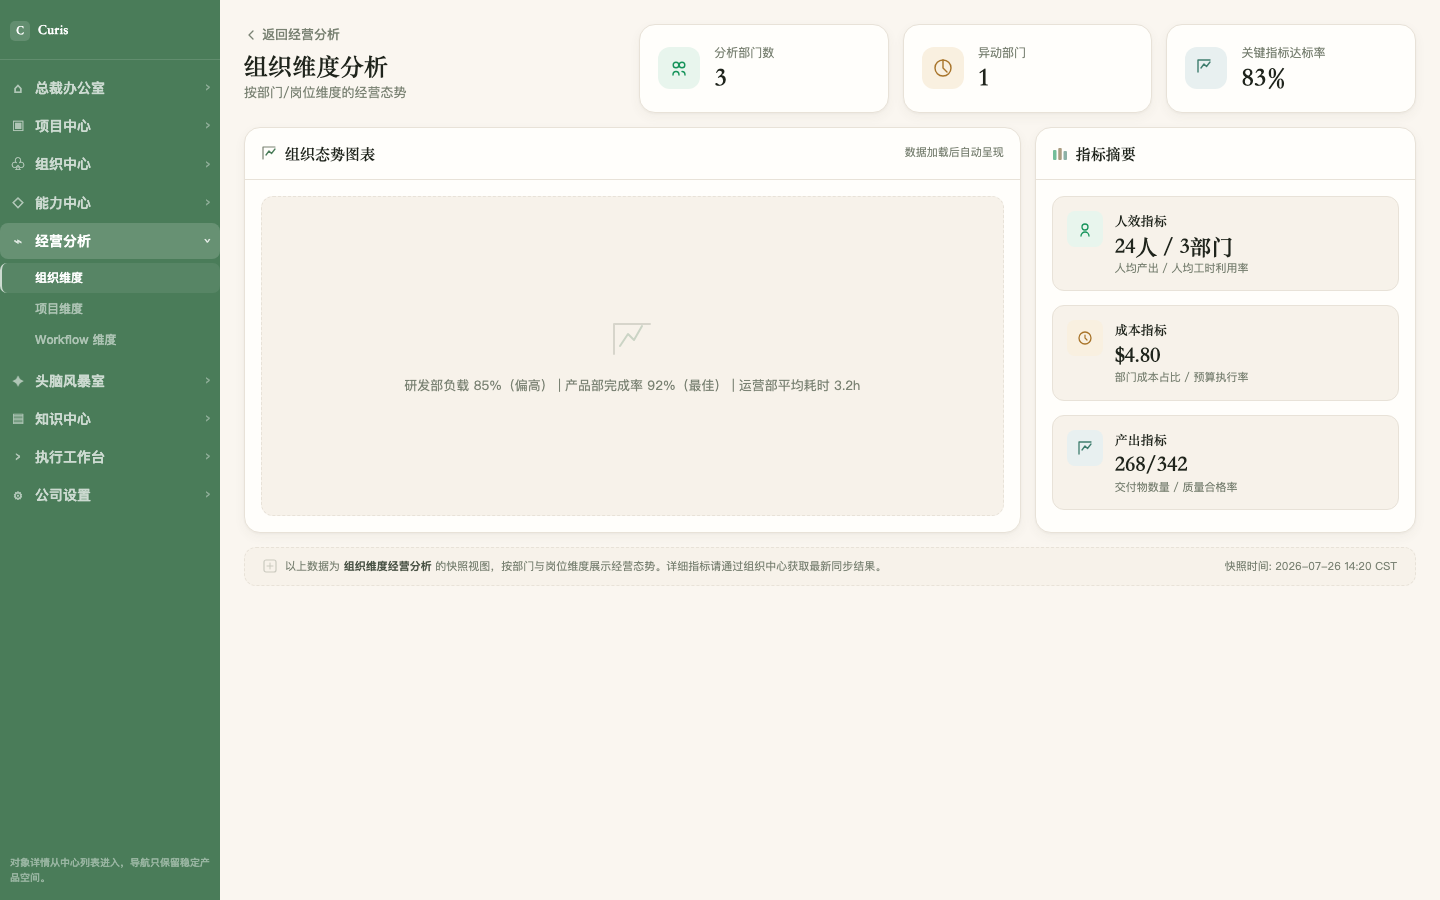 C Curis
总裁办公室
项目中心
组织中心
能力中心
经营分析
组织维度
项目维度
Workflow 维度
头脑风暴室
知识中心
执行工作台
公司设置
对象详情从中心列表进入，导航只保留稳定产
品空间。
返回经营分析
组织维度分析
按部门/岗位维度的经营态势
分析部门数
3
异动部门
1
关键指标达标率
83%
组织态势图表
数据加载后自动呈现
研发部负载 85%（偏高） | 产品部完成率 92%（最佳） | 运营部平均耗时 3.2h
指标摘要
人效指标
24人 / 3部门
人均产出 / 人均工时利用率
成本指标
$4.80
部门成本占比 / 预算执行率
产出指标
268/342
交付物数量 / 质量合格率
以上数据为 组织维度经营分析 的快照视图，按部门与岗位维度展示经营态势。详细指标请通过组织中心获取最新同步结果。
快照时间: 2026-07-26 14:20 CST